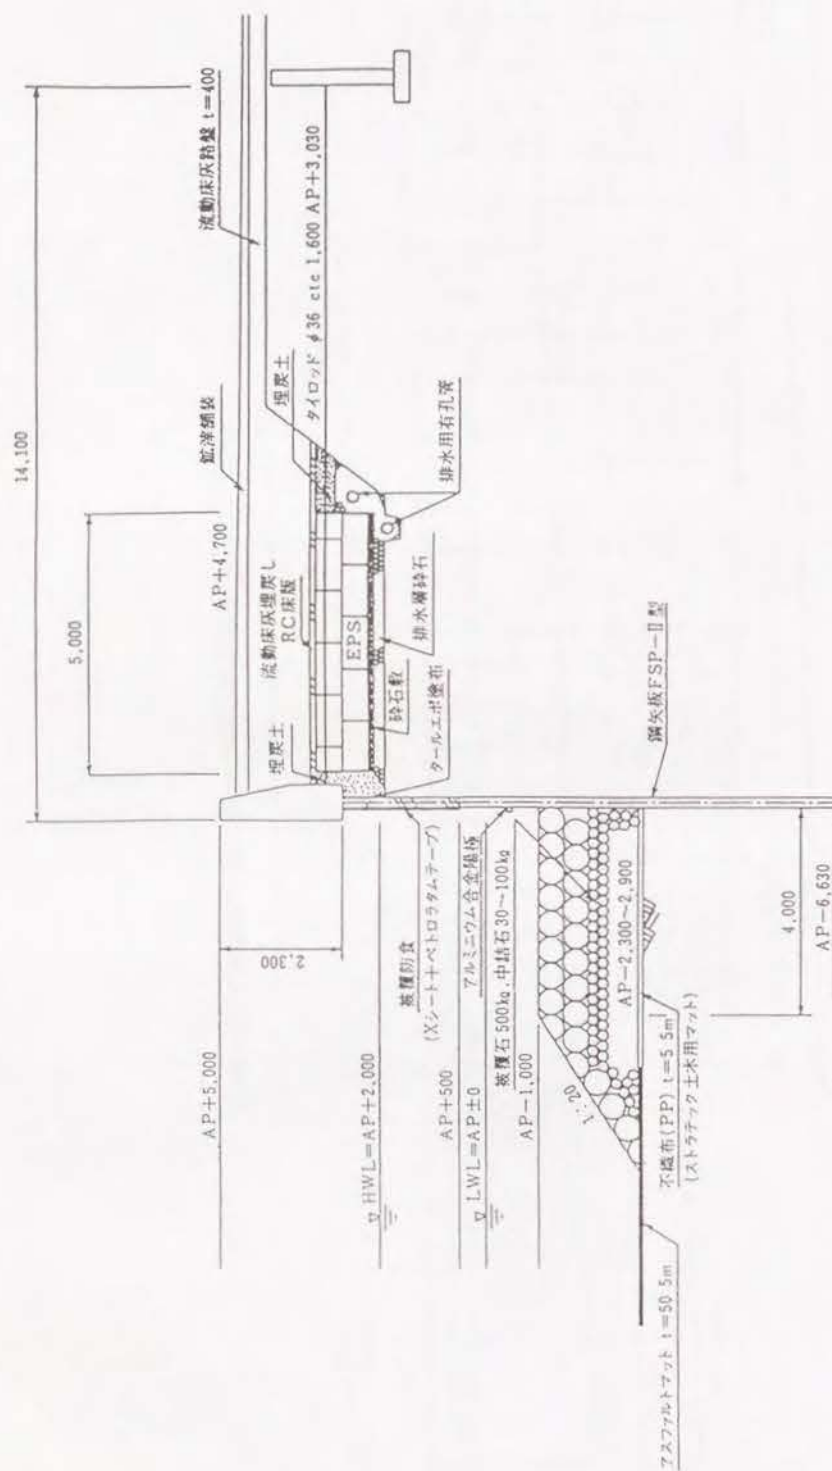 14,100
流動床灰路盤 t=400
鉱滓舗装
AP+4,700
5,000
埋戻土
タイロッド φ36 ctc 1,600 AP+3,030
排水用有孔管
流動床灰埋戻し
RC床版
EPS
排水層砕石
砕石敷
埋戻土
タールエポ塗布
鋼矢板FSP-Ⅱ型
2,300
AP+5,000
HWL=AP+2,000
被覆防食
(Xシート+ペトロラタムテープ)
AP+500
アルミニウム合金陽極
LWL=AP±0
被覆石500kg，中詰石30～100kg
AP-1,000
1:20
AP-2,300～2,900
4,000
AP-6,630
不織布(PP) t=5 5m
(ストラテック土木用マット)
アスファルトマット t=50 5m